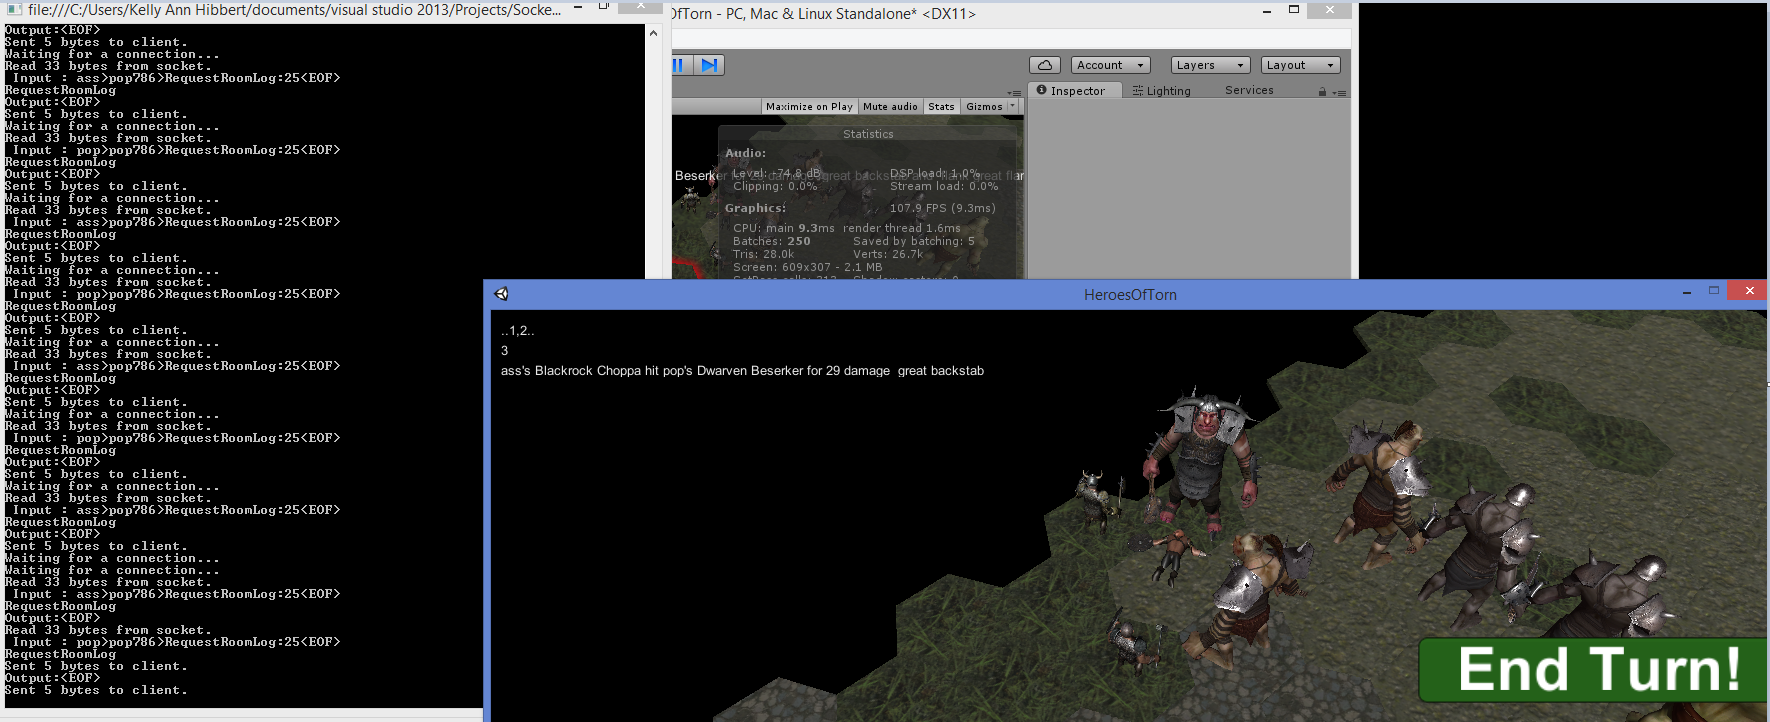 file:///C:/Users/Kelly Ann Hibbert/documents/visual studio 2013/Projects/Socke...
Output:<EOF>
Sent 5 bytes to client.
Waiting for a connection...
Read 33 bytes from socket.
Input : ass>pop786>RequestRoomLog:25<EOF>
RequestRoomLog
Output:<EOF>
Sent 5 bytes to client.
Waiting for a connection...
Read 33 bytes from socket.
Input : pop>pop786>RequestRoomLog:25<EOF>
RequestRoomLog
Output:<EOF>
Sent 5 bytes to client.
Waiting for a connection...
Read 33 bytes from socket.
Input : ass>pop786>RequestRoomLog:25<EOF>
RequestRoomLog
Output:<EOF>
Sent 5 bytes to client.
Waiting for a connection...
Read 33 bytes from socket.
Input : pop>pop786>RequestRoomLog:25<EOF>
RequestRoomLog
Output:<EOF>
Sent 5 bytes to client.
Waiting for a connection...
Read 33 bytes from socket.
Input : ass>pop786>RequestRoomLog:25<EOF>
RequestRoomLog
Output:<EOF>
Sent 5 bytes to client.
Waiting for a connection...
Read 33 bytes from socket.
Input : pop>pop786>RequestRoomLog:25<EOF>
RequestRoomLog
Output:<EOF>
Sent 5 bytes to client.
Waiting for a connection...
Read 33 bytes from socket.
Input : ass>pop786>RequestRoomLog:25<EOF>
RequestRoomLog
Output:<EOF>
Sent 5 bytes to client.
Waiting for a connection...
Waiting for a connection...
Read 33 bytes from socket.
Input : ass>pop786>RequestRoomLog:25<EOF>
RequestRoomLog
Output:<EOF>
Read 33 bytes from socket.
Input : pop>pop786>RequestRoomLog:25<EOF>
RequestRoomLog
Sent 5 bytes to client.
Output:<EOF>
Sent 5 bytes to client.
OfTorn - PC, Mac & Linux Standalone* <DX11>
Account Layers Layout
Inspector Lighting Services
Maximize on Play Mute audio Stats Gizmos
Statistics
Audio:
Level: -74.8 dB DSP load: 1.0%
Beserker for 29 damage great backstab and flank great flar
Clipping: 0.0% Stream load: 0.0%
Graphics: 107.9 FPS (9.3ms)
CPU: main 9.3ms render thread 1.6ms
Batches: 250 Saved by batching: 5
Tris: 28.0k Verts: 26.7k
Screen: 609x307 - 2.1 MB
HeroesOfTorn
..1,2..
3
ass's Blackrock Choppa hit pop's Dwarven Beserker for 29 damage great backstab
End Turn!